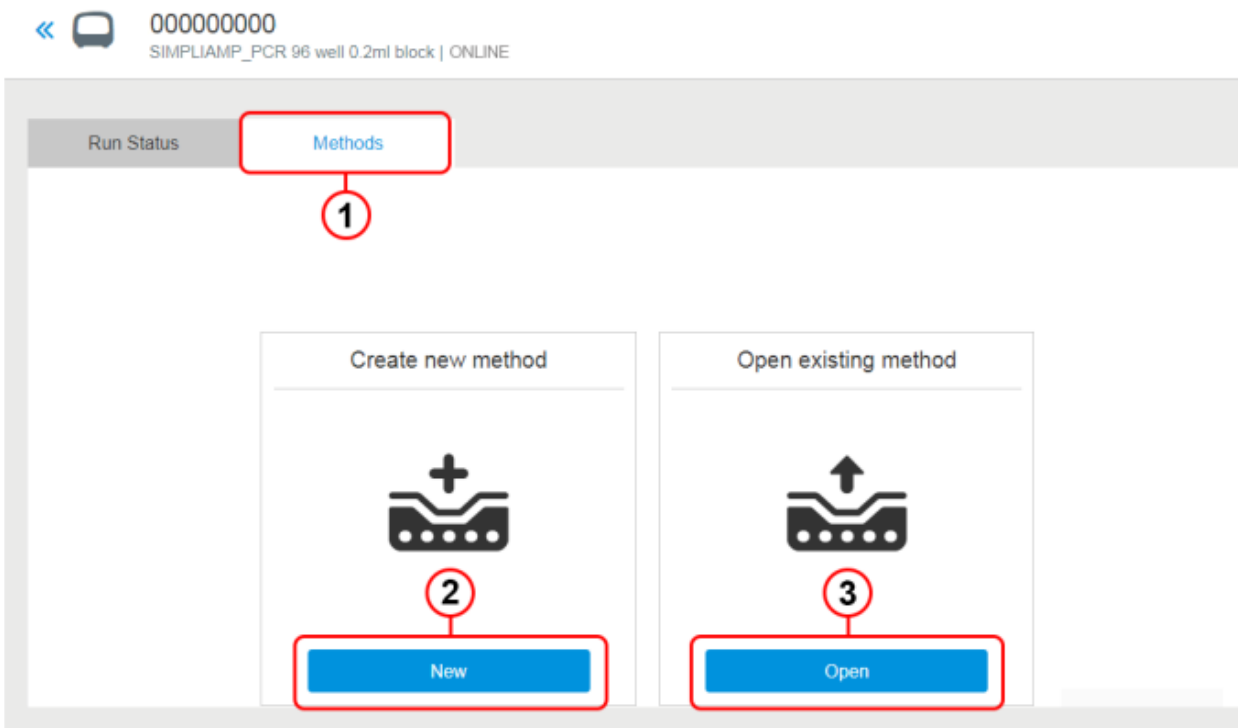 000000000
SIMPLIAMP_PCR 96 well 0.2ml block | ONLINE
Run Status Methods
1
Create new method Open existing method
2 3
New Open